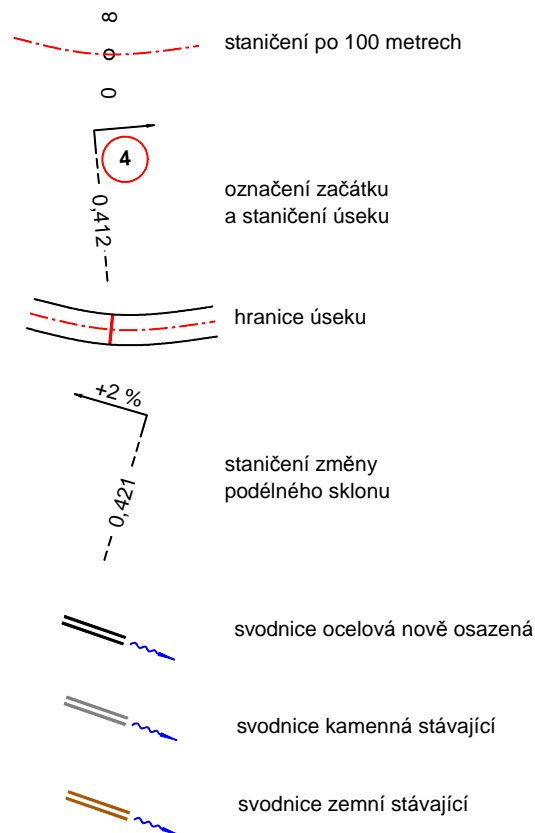 8
0
staničení po 100 metrech
4
0,412
označení začátku
a staničení úseku
hranice úseku
+2 %
0,421
staničení změny
podélného sklonu
svodnice ocelová nově osazená
svodnice kamenná stávající
svodnice zemní stávající